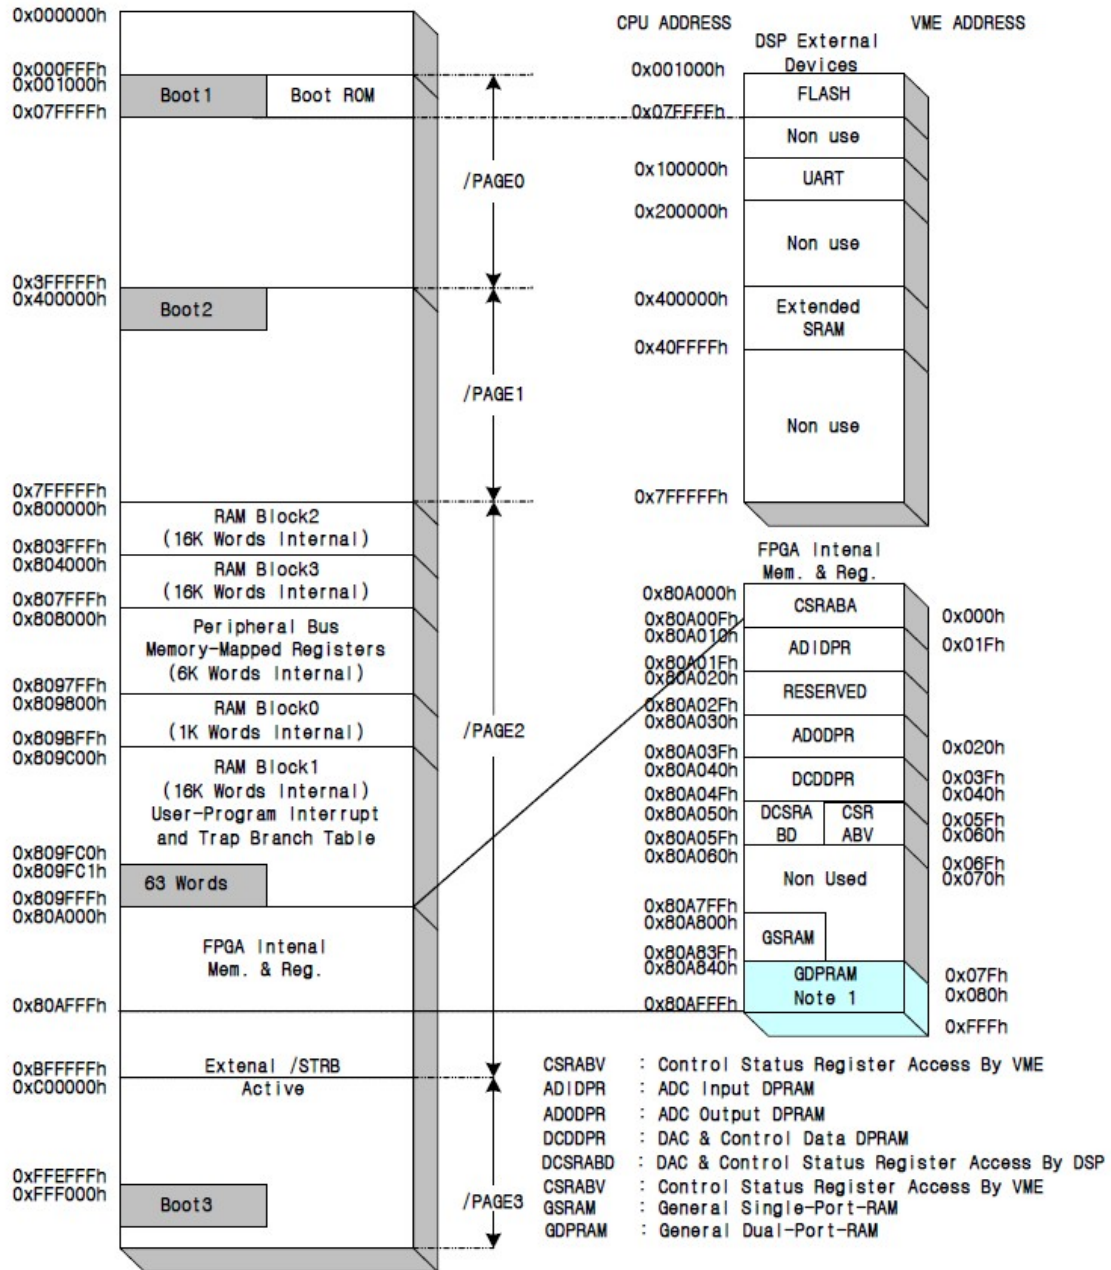 0x000000h
0x000FFFh
0x001000h
Boot1
Boot ROM
0x07FFFFh
/PAGE0
0x3FFFFFh
0x400000h
Boot2
/PAGE1
0x7FFFFFh
0x800000h
RAM Block2
(16K Words Internal)
0x803FFFh
0x804000h
RAM Block3
(16K Words Internal)
0x807FFFh
0x808000h
Peripheral Bus
Memory-Mapped Registers
(6K Words Internal)
0x8097FFh
0x809800h
RAM Block0
(1K Words Internal)
/PAGE2
0x809BFFh
0x809C00h
RAM Block1
(16K Words Internal)
User-Program Interrupt
and Trap Branch Table
0x809FC0h
0x809FC1h
63 Words
0x809FFFh
0x80A000h
FPGA Intenal
Mem. & Reg.
0x80AFFFh
0xBFFFFFh
0xC00000h
Extenal /STRB
Active
0xFFEFFFh
0xFFF000h
Boot3
/PAGE3
CPU ADDRESS
VME ADDRESS
DSP External
Devices
0x001000h
FLASH
0x07FFFFh
Non use
0x100000h
UART
0x200000h
Non use
0x400000h
Extended
SRAM
0x40FFFFh
Non use
0x7FFFFFh
FPGA Intenal
Mem. & Reg.
0x80A000h
CSRABA
0x80A00Fh
0x000h
0x80A010h
ADIDPR
0x01Fh
0x80A01Fh
0x80A020h
RESERVED
0x80A02Fh
0x80A030h
ADODPR
0x020h
0x80A03Fh
0x80A040h
DCDDPR
0x03Fh
0x80A04Fh
0x040h
0x80A050h
DCSRA
BD
CSR
ABV
0x05Fh
0x80A05Fh
0x060h
0x80A060h
0x06Fh
0x070h
Non Used
0x80A7FFh
0x80A800h
GSRAM
0x80A83Fh
0x80A840h
GDPRAM
Note 1
0x07Fh
0x080h
0x80AFFFh
0xFFFh
CSRABV : Control Status Register Access By VME
ADIDPR : ADC Input DPRAM
ADODPR : ADC Output DPRAM
DCDDPR : DAC & Control Data DPRAM
DCSRABD : DAC & Control Status Register Access By DSP
CSRABV : Control Status Register Access By VME
GSRAM : General Single-Port-RAM
GDPRAM : General Dual-Port-RAM